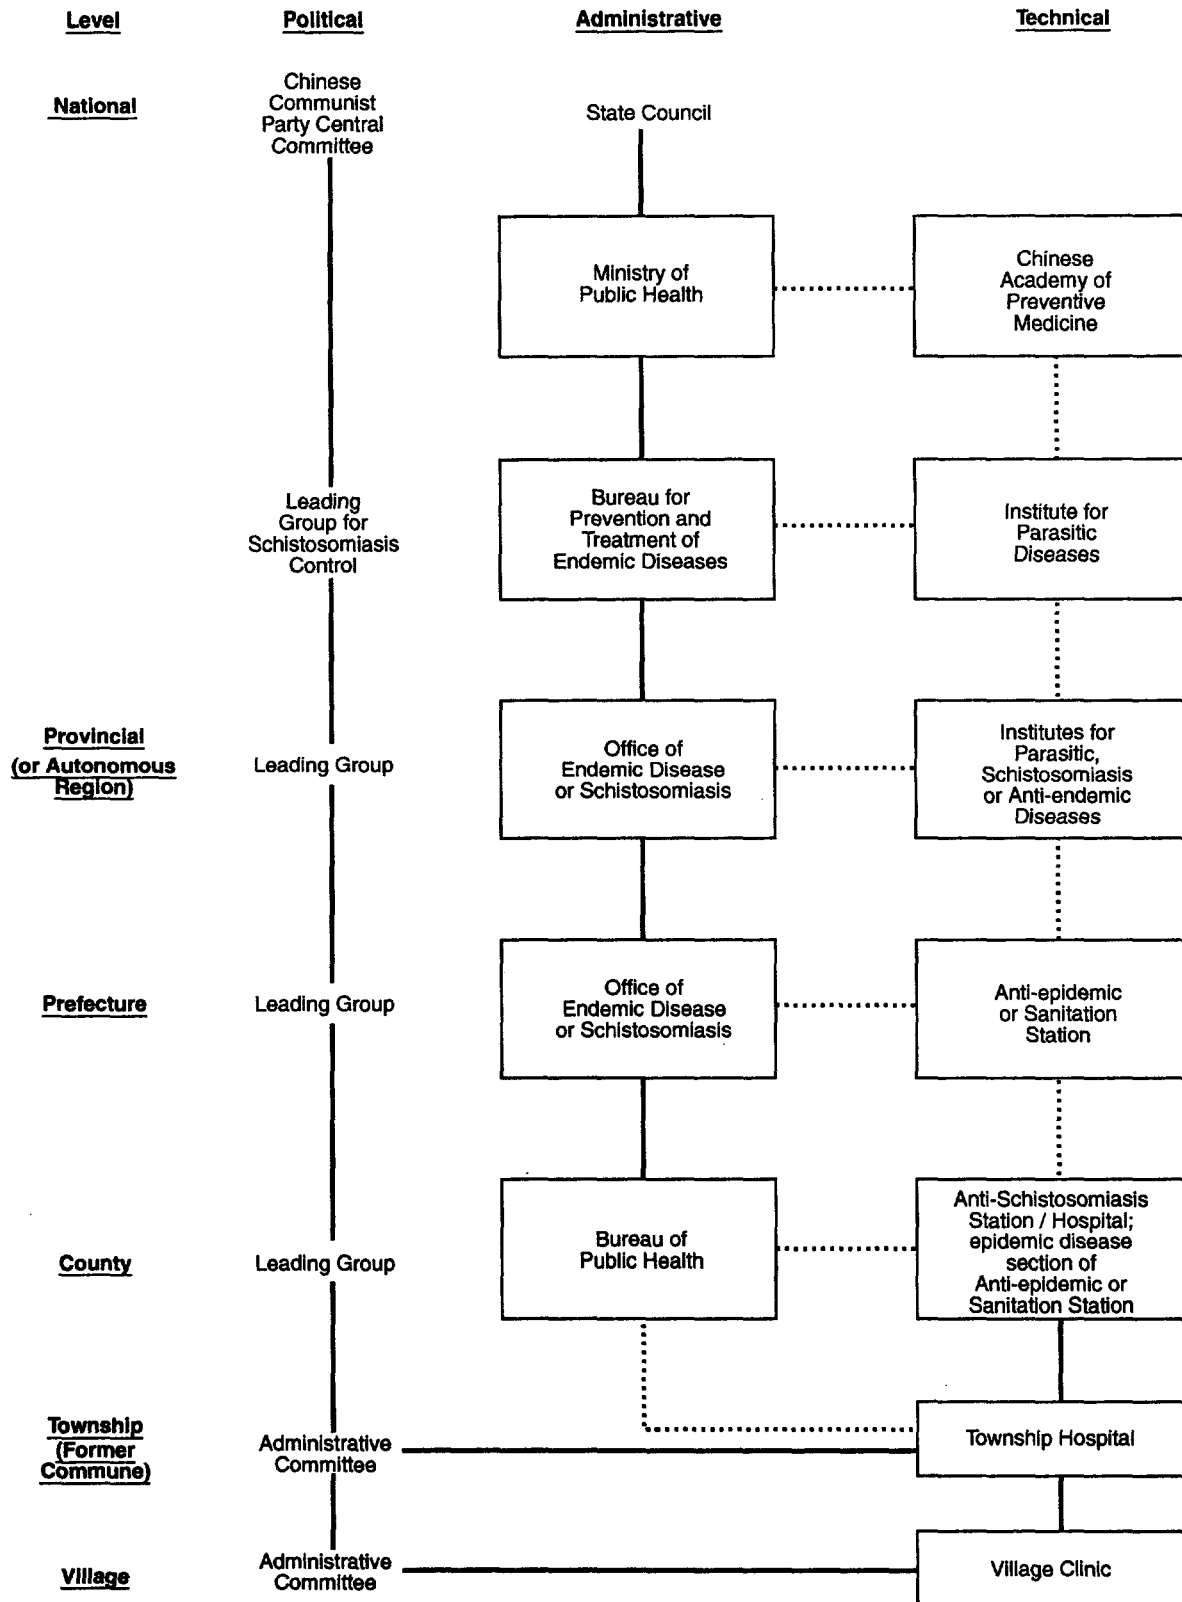 Level
Political
Administrative
Technical
National
Chinese
Communist
Party Central
Committee
State Council
Ministry of
Public Health
Chinese
Academy of
Preventive
Medicine
Leading
Group for
Schistosomiasis
Control
Bureau for
Prevention and
Treatment of
Endemic Diseases
Institute for
Parasitic
Diseases
Provincial
(or Autonomous
Region)
Leading Group
Office of
Endemic Disease
or Schistosomiasis
Institutes for
Parasitic,
Schistosomiasis
or Anti-endemic
Diseases
Prefecture
Leading Group
Office of
Endemic Disease
or Schistosomiasis
Anti-epidemic
or Sanitation
Station
County
Leading Group
Bureau of
Public Health
Anti-Schistosomiasis
Station / Hospital;
epidemic disease
section of
Anti-epidemic or
Sanitation Station
Township
(Former
Commune)
Administrative
Committee
Township Hospital
Village
Administrative
Committee
Village Clinic